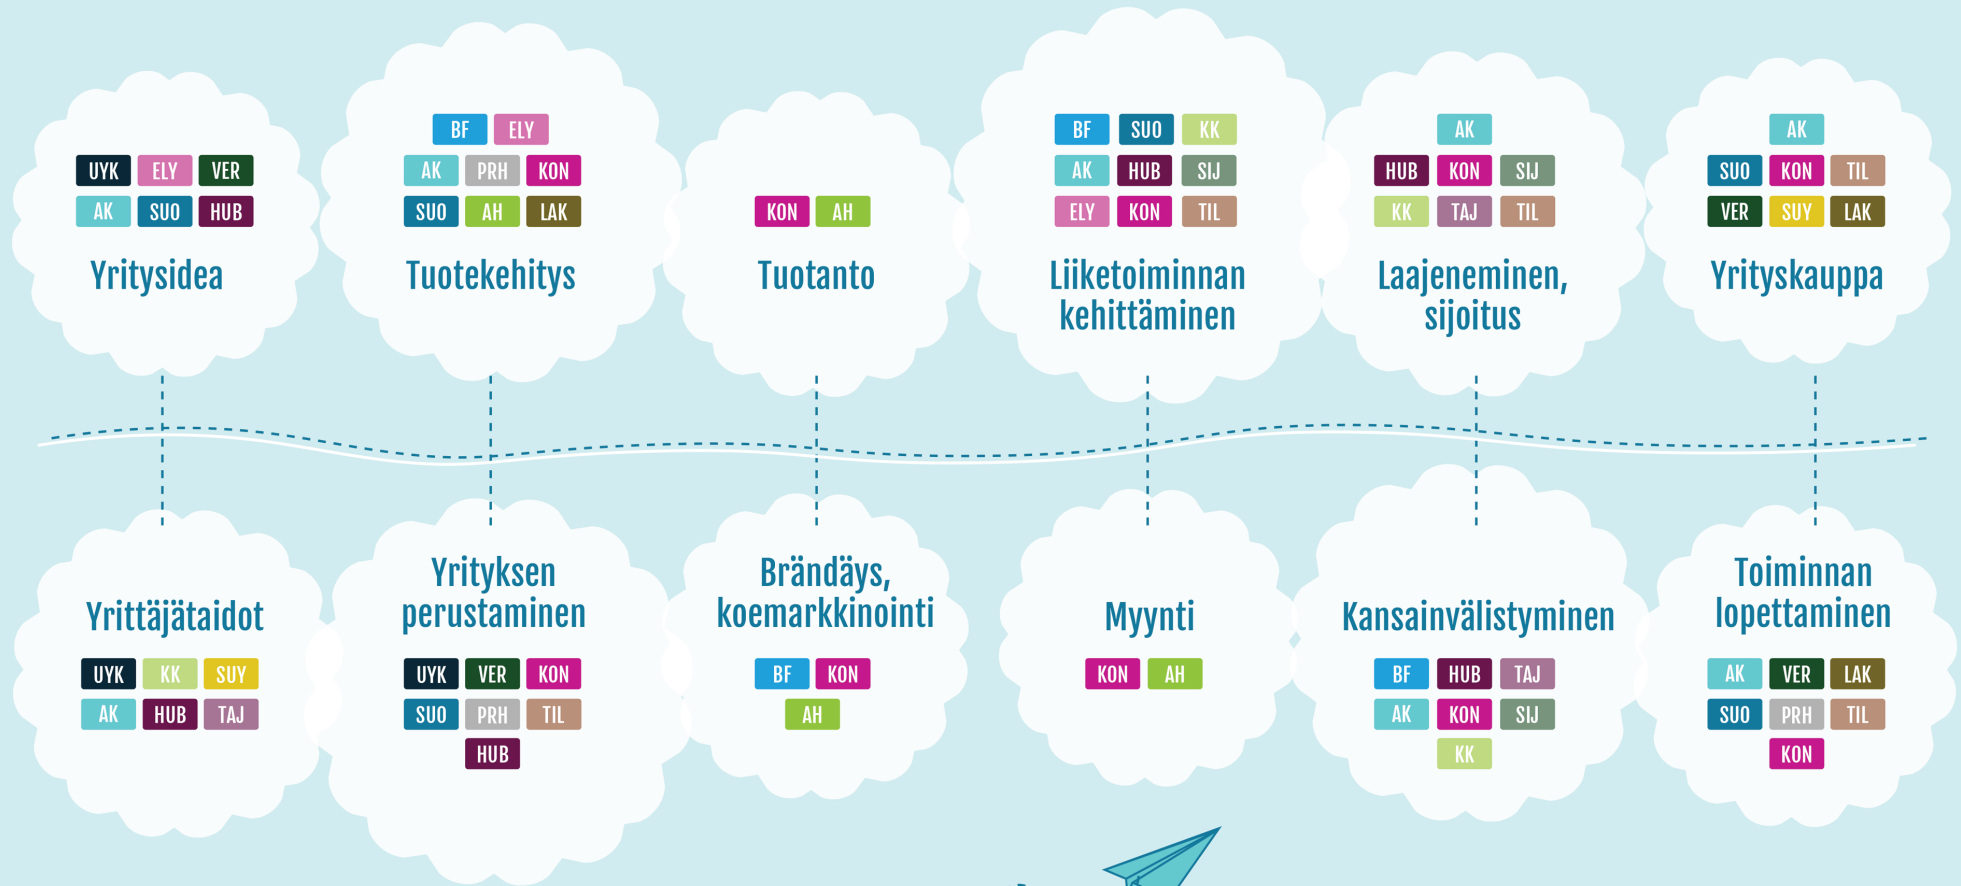 UYK ELY VER
AK SUO HUB
Yritysidea
BF ELY
AK PRH KON
SUO AH LAK
Tuotekehitys
KON AH
Tuotanto
BF SUO KK
AK HUB SIJ
ELY KON TIL
Liiketoiminnan
kehittäminen
AK
HUB KON SIJ
KK TAJ TIL
Laajeneminen,
sijoitus
AK
SUO KON TIL
VER SUY LAK
Yrityskauppa
Yrittäjätaidot
UYK KK SUY
AK HUB TAJ
Yrityksen
perustaminen
UYK VER KON
SUO PRH TIL
HUB
Brändäys,
koemarkkinointi
BF KON
AH
Myynti
KON AH
Kansainvälistyminen
BF HUB TAJ
AK KON SIJ
KK
Toiminnan
lopettaminen
AK VER LAK
SUO PRH TIL
KON